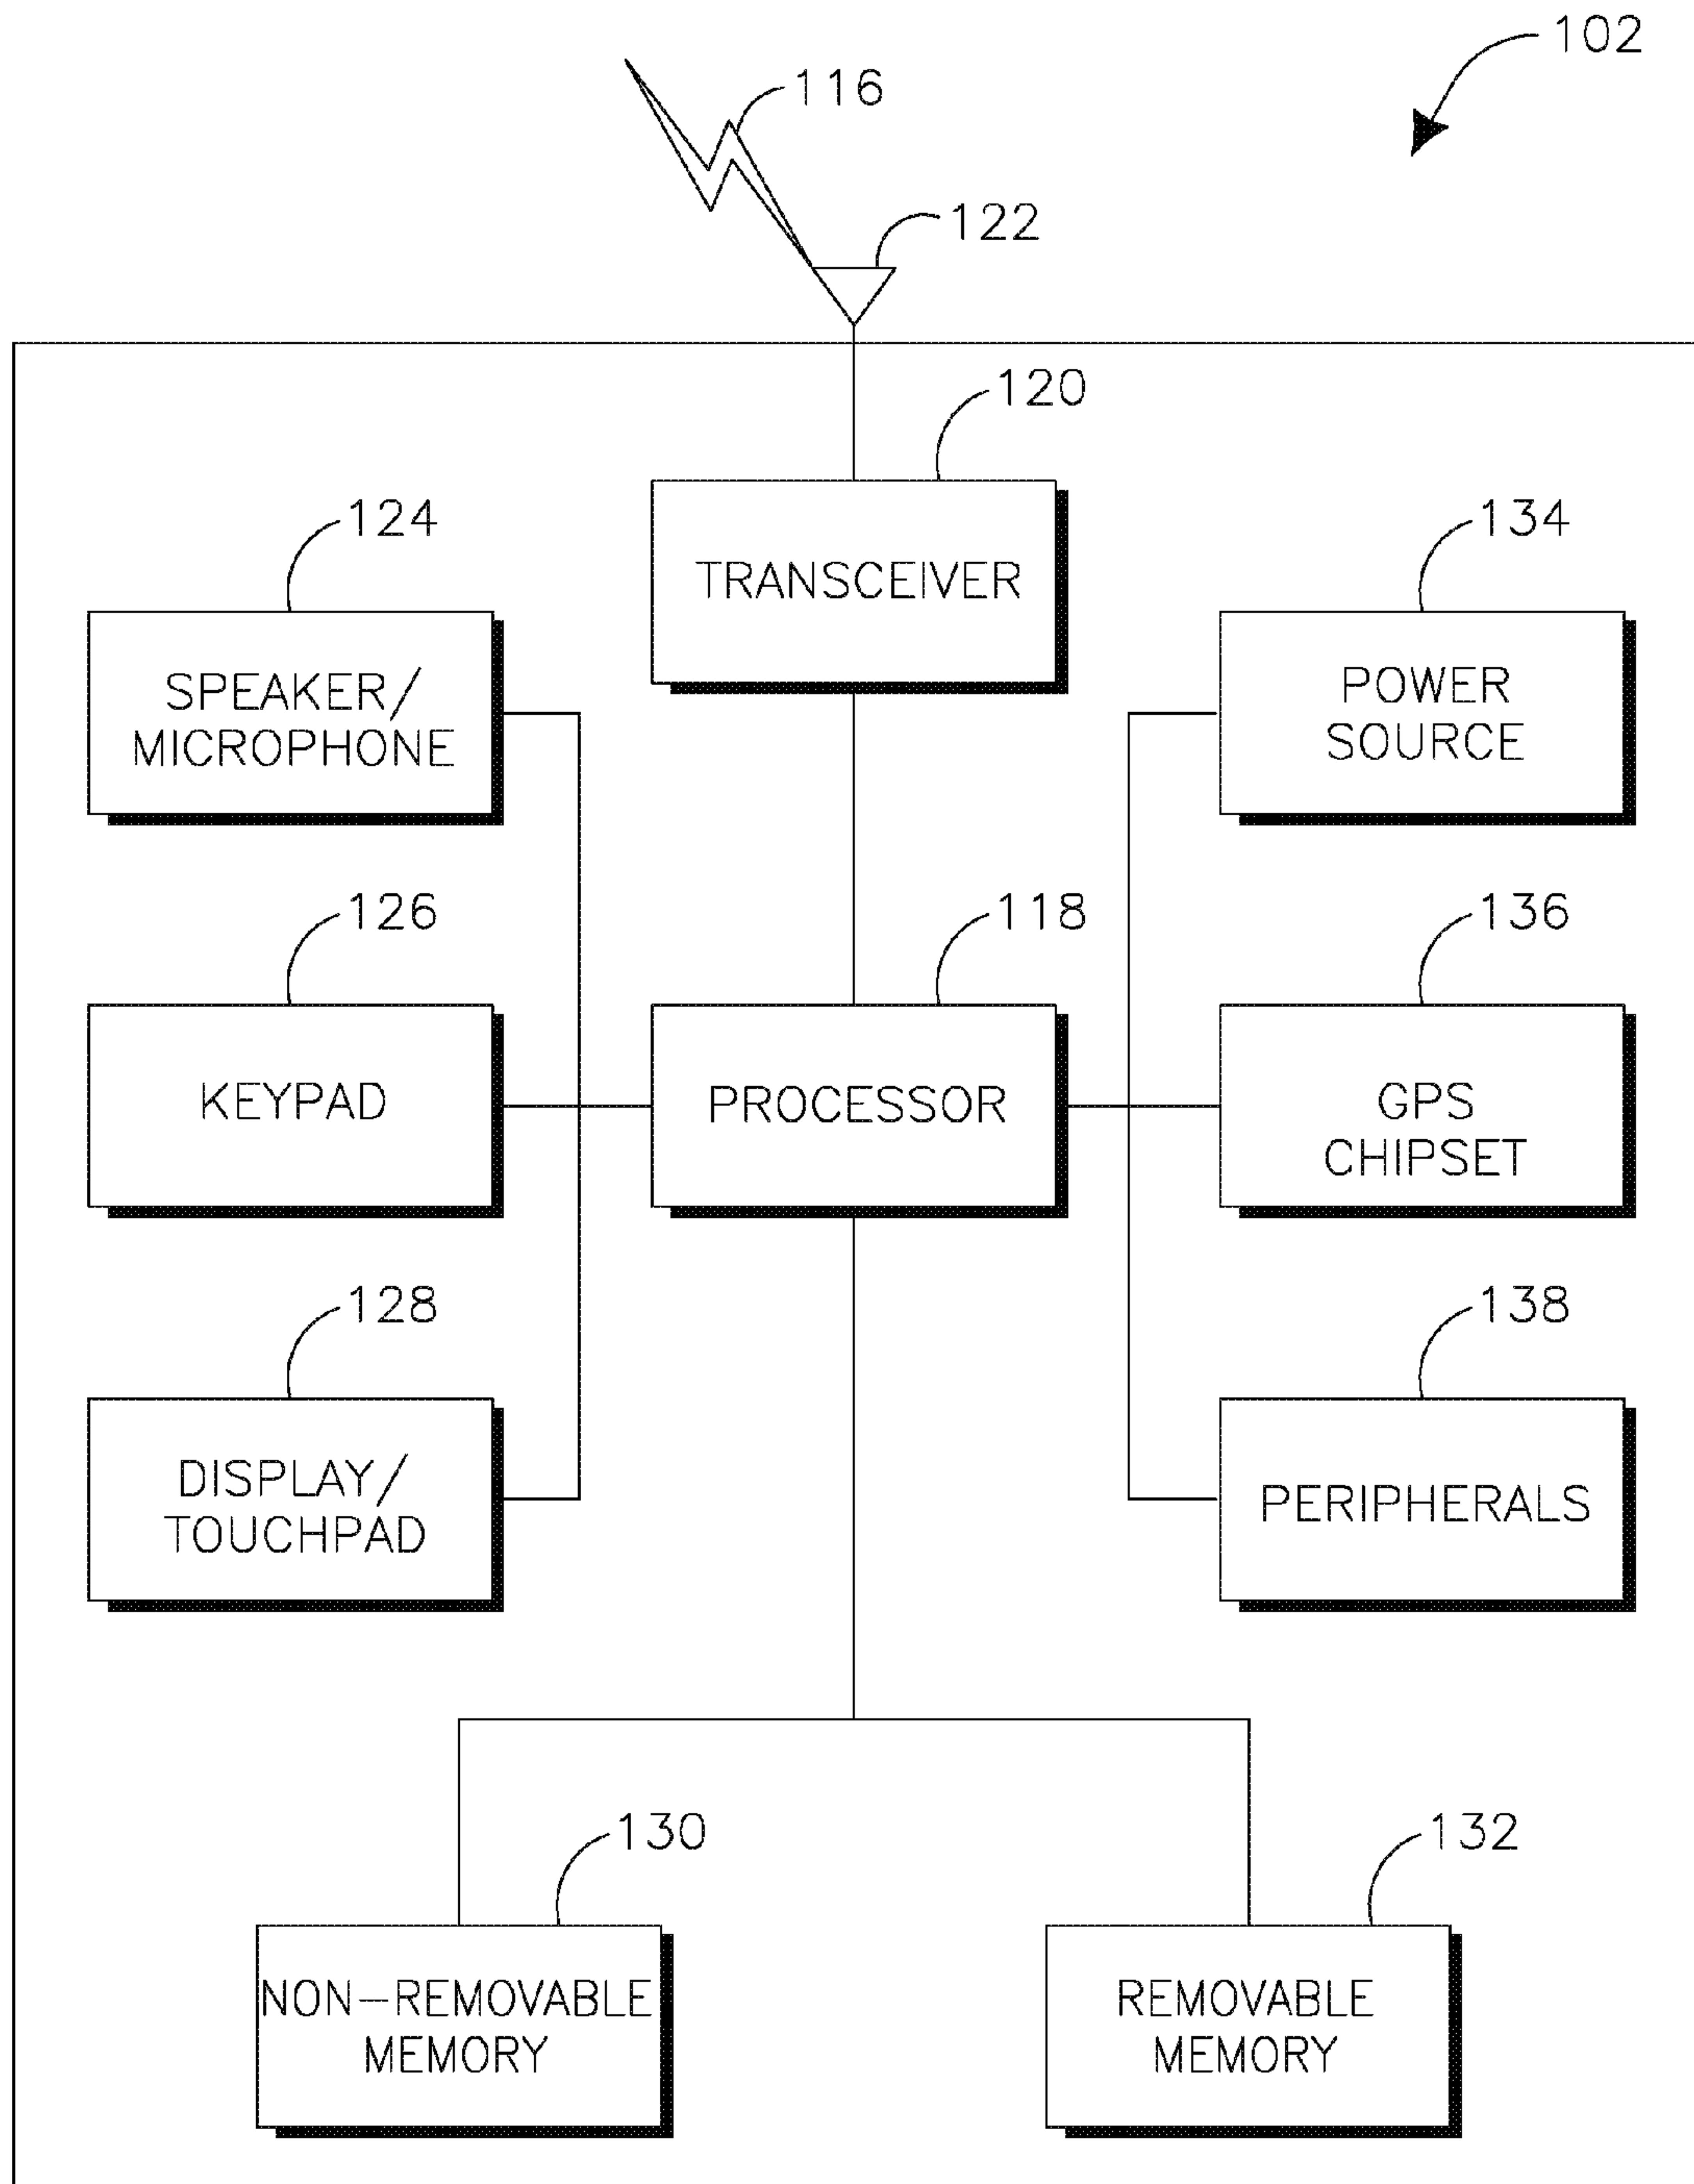 102
116
122
120
TRANSCEIVER
124
SPEAKER/
MICROPHONE
134
POWER
SOURCE
126
KEYPAD
118
PROCESSOR
136
GPS
CHIPSET
128
DISPLAY/
TOUCHPAD
138
PERIPHERALS
130
NON-REMOVABLE
MEMORY
132
REMOVABLE
MEMORY